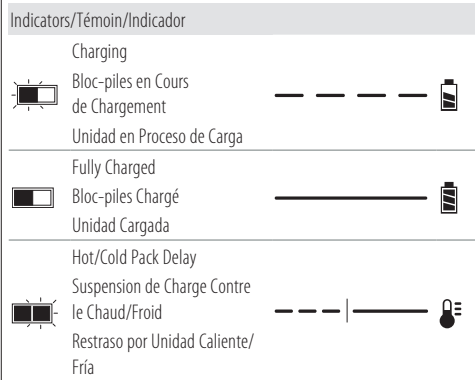 Indicators/Témoin/Indicador
Charging
Bloc-piles en Cours
de Chargement
Unidad en Proceso de Carga
Fully Charged
Bloc-piles Chargé
Unidad Cargada
Hot/Cold Pack Delay
Suspension de Charge Contre
le Chaud/Froid
Restraso por Unidad Caliente/
Fría